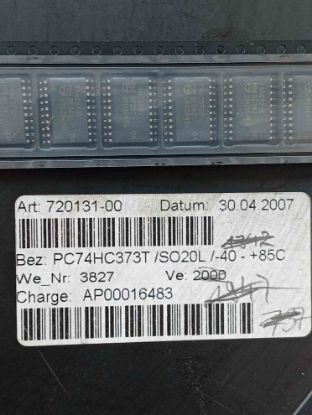 Art: 720131-00 Datum: 30.04.2007
Bez: PC74HC373T /SO20L /-40 - +85C
We_Nr: 3827 Ve: 2000
Charge: AP00016483